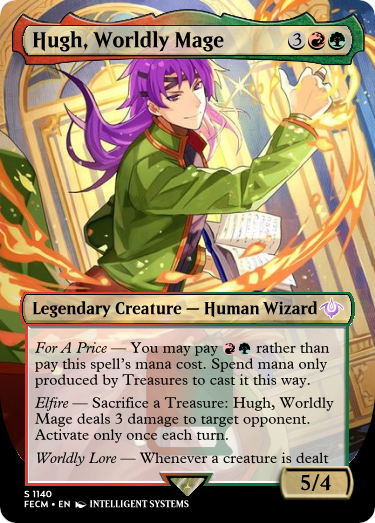 Hugh, Worldly Mage 3
Legendary Creature — Human Wizard
For A Price — You may pay rather than
pay this spell's mana cost. Spend mana only
produced by Treasures to cast it this way.
Elfire — Sacrifice a Treasure: Hugh, Worldly
Mage deals 3 damage to target opponent.
Activate only once each turn.
Worldly Lore — Whenever a creature is dealt
5/4
S 1140
FECM • EN INTELLIGENT SYSTEMS